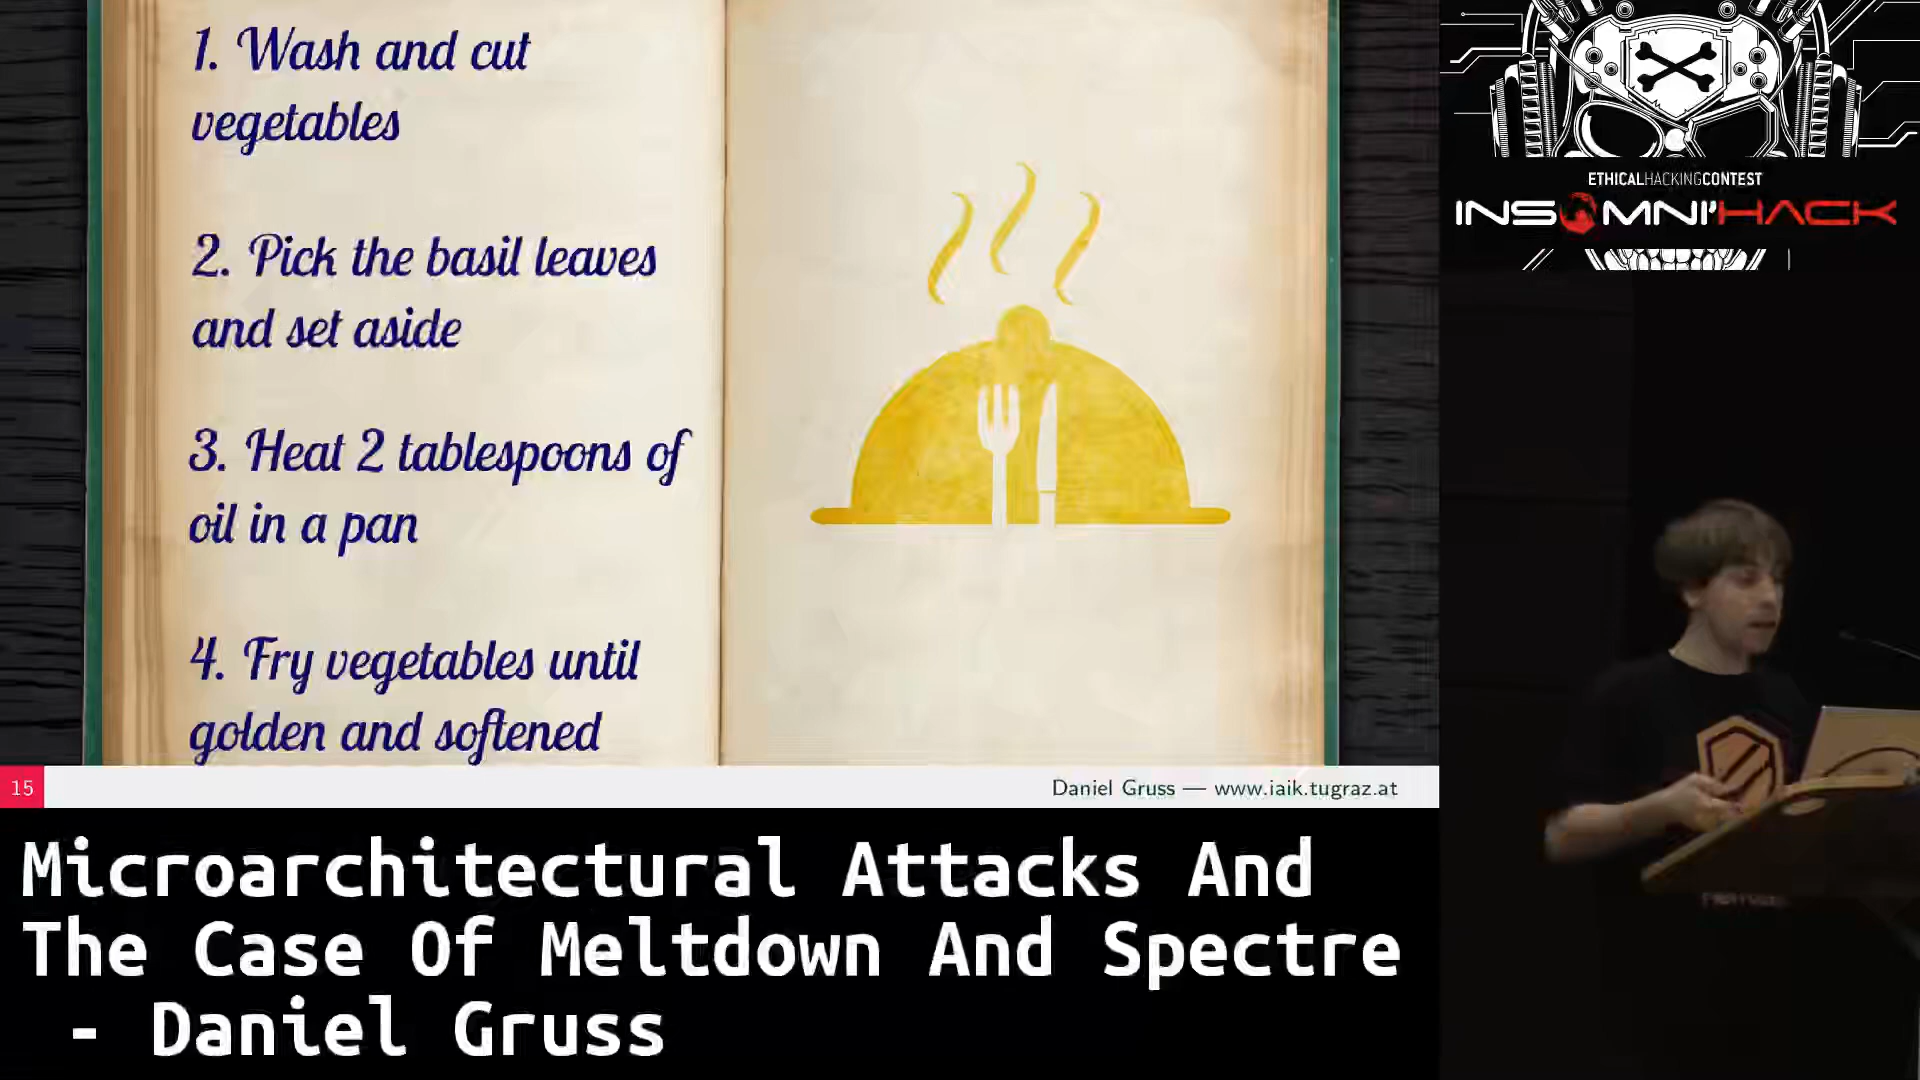 1. Wash and cut
vegetables
2. Pick the basil leaves
and set aside
3. Heat 2 tablespoons of
oil in a pan
4. Fry vegetables until
golden and softened
15
Daniel Gruss — www.iaik.tugraz.at
ETHICALHACKINGCONTEST
INSOMNI'HACK
Microarchitectural Attacks And
The Case Of Meltdown And Spectre
- Daniel Gruss